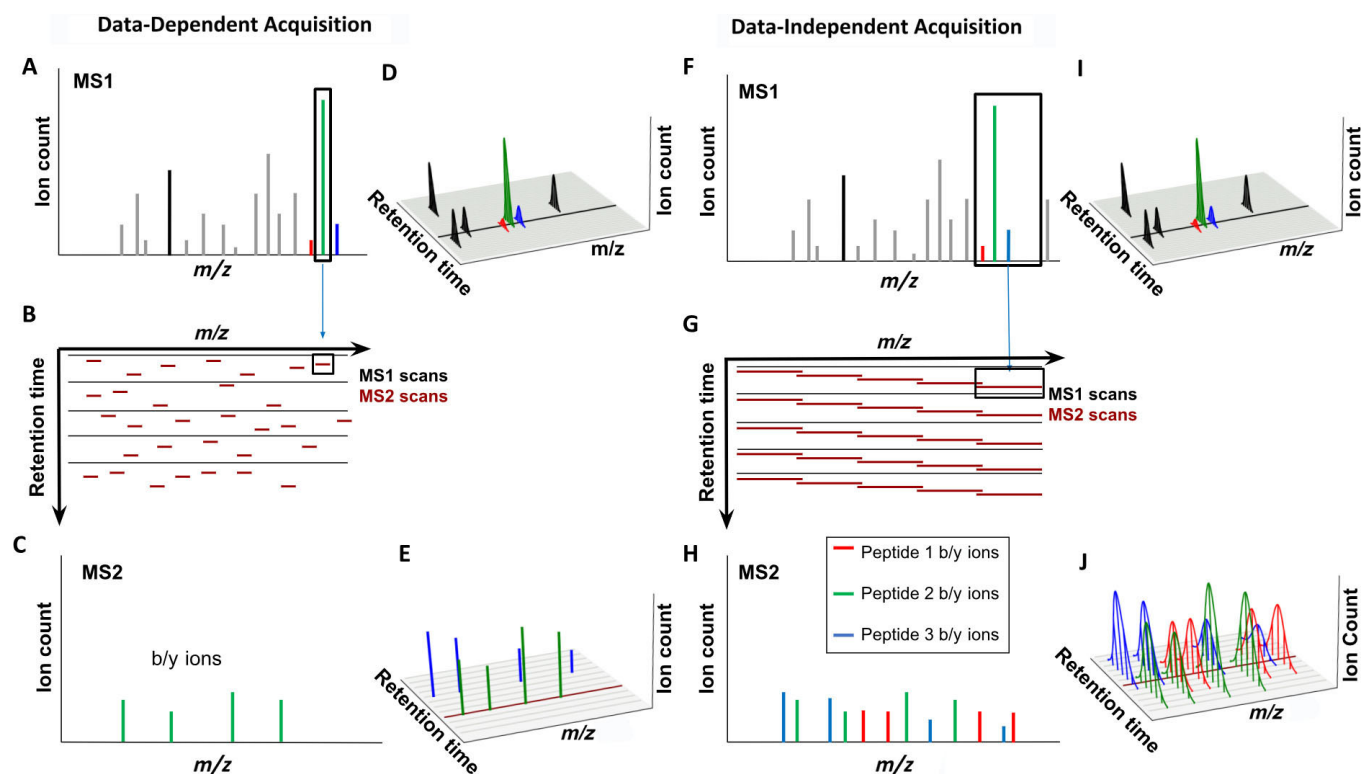 Data-Dependent Acquisition
A
MS1
Ion count
m/z
D
Ion count
Retention time
m/z
B
m/z
Retention time
MS1 scans
MS2 scans
C
MS2
Ion count
b/y ions
m/z
E
Ion count
Retention time
m/z
Data-Independent Acquisition
F
MS1
Ion count
m/z
I
Ion count
Retention time
m/z
G
m/z
Retention time
MS1 scans
MS2 scans
H
MS2
Ion count
Peptide 1 b/y ions
Peptide 2 b/y ions
Peptide 3 b/y ions
m/z
J
Ion Count
Retention time
m/z